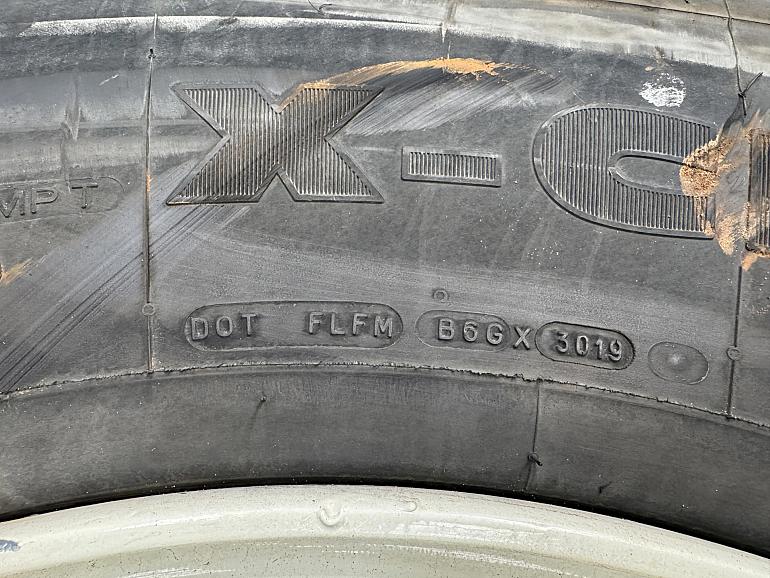 X-C
MPT
DOT FLFM B6GX 3019